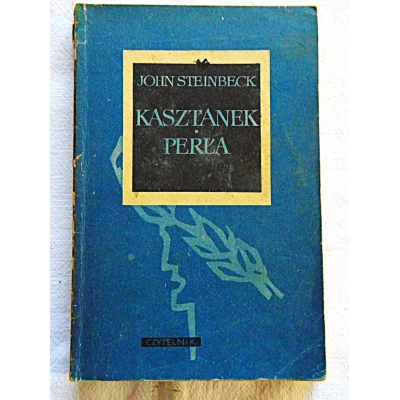 JOHN STEINBECK
KASZTANEK
PERŁA
CZYTELNIK